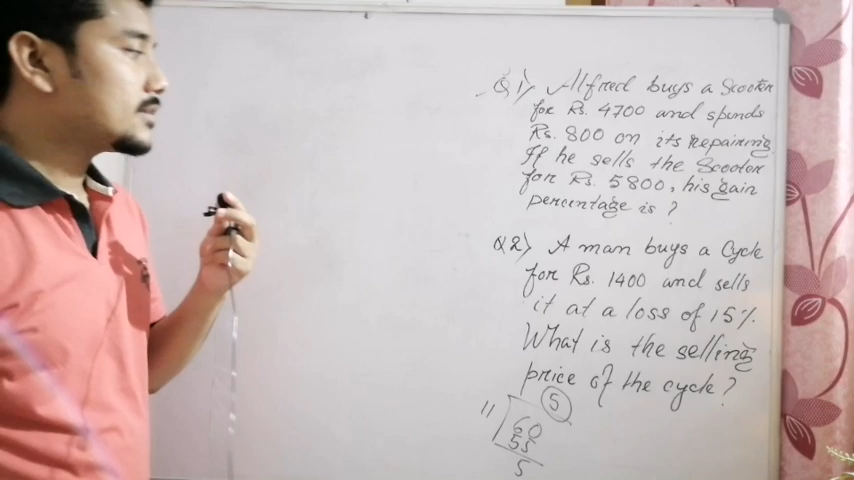 Q1) Alfred buys a Scooter
for Rs. 4700 and spends
Rs. 800 on its repairing
If he sells the Scooter
for Rs. 5800, his gain
percentage is ?
Q2) A man buys a Cycle
for Rs. 1400 and sells
it at a loss of 15%.
What is the selling
price of the cycle?
5
11 60
55
5